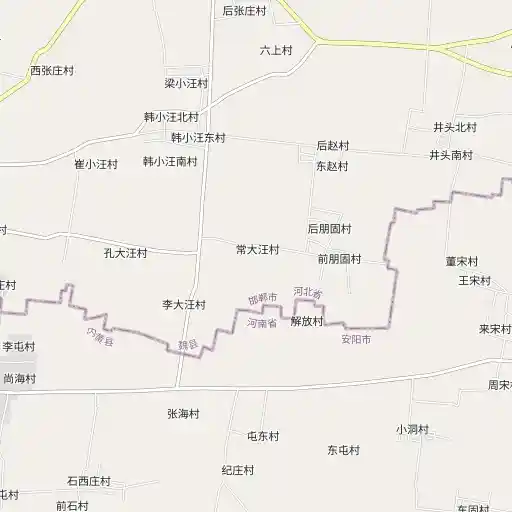 后张庄村
六上村
西张庄村
梁小汪村
韩小汪北村
井头北村
韩小汪东村
后赵村
崔小汪村
韩小汪南村
东赵村
井头南村
村
后朋固村
孔大汪村
常大汪村
前朋固村
董宋村
庄村
王宋村
邯郸市
河北省
李大汪村
河南省
解放村
内黄县
魏县
安阳市
来宋村
李屯村
尚海村
周宋村
张海村
小洞村
屯东村
东屯村
纪庄村
石西庄村
屯村
前石村
东固村